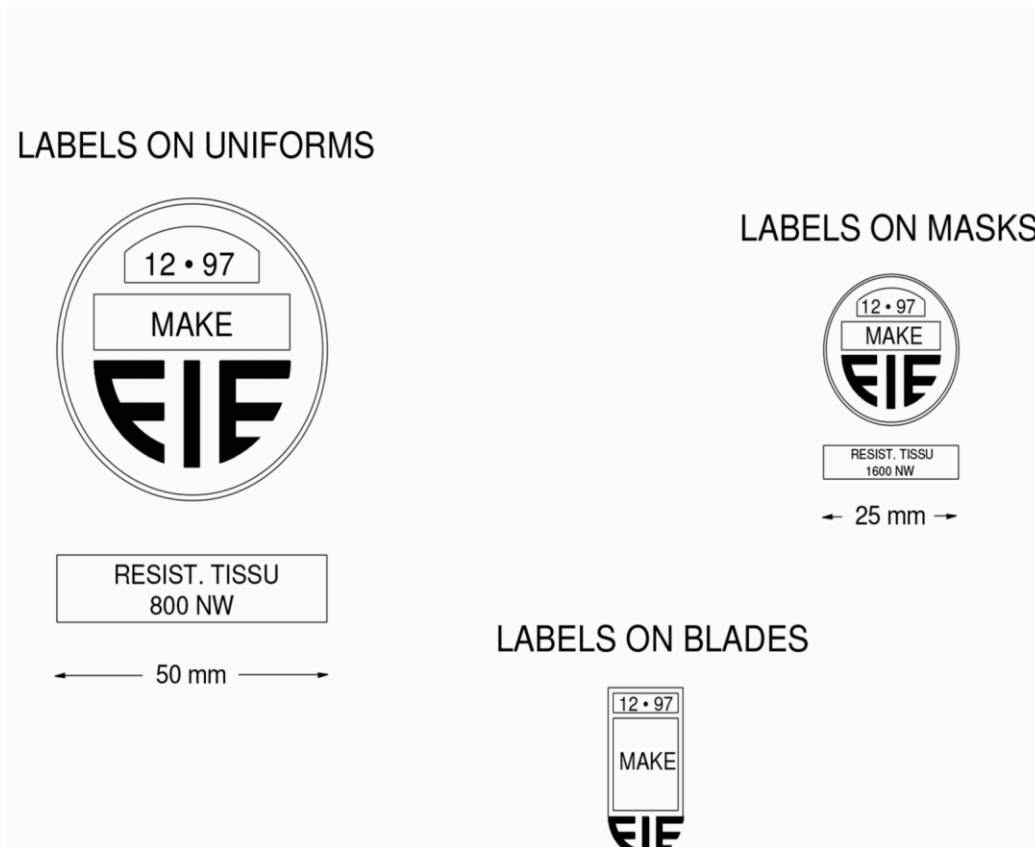 LABELS ON UNIFORMS
12 • 97
MAKE
FIE
RESIST. TISSU
800 NW
50 mm
LABELS ON MASKS
12 • 97
MAKE
FIE
RESIST. TISSU
1600 NW
25 mm
LABELS ON BLADES
12 • 97
MAKE
FIE